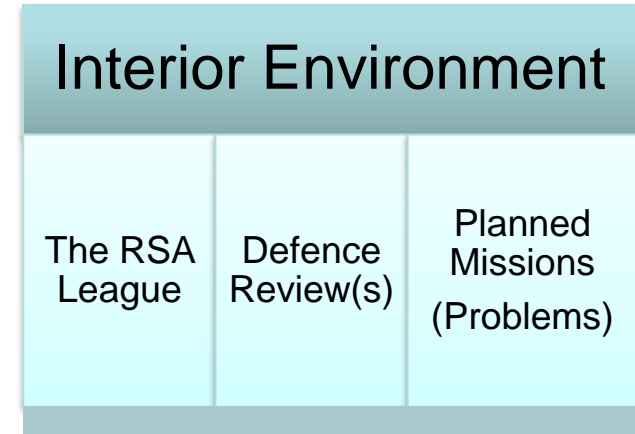 Interior Environment
The RSA
League
Defence
Review(s)
Planned
Missions
(Problems)